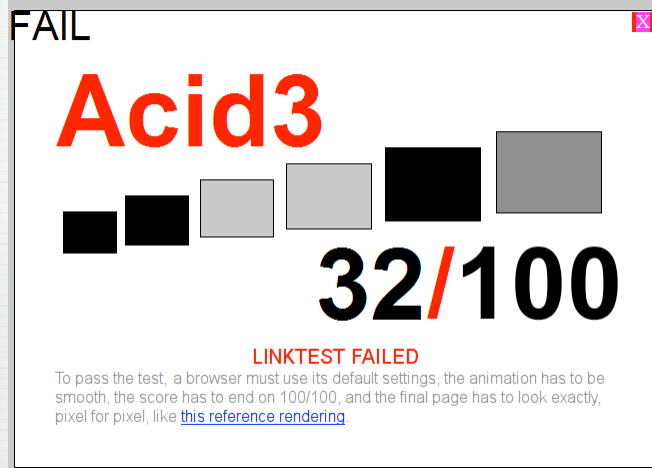 FAIL
X
Acid3
32/100
LINKTEST FAILED
To pass the test, a browser must use its default settings, the animation has to be
smooth, the score has to end on 100/100, and the final page has to look exactly,
pixel for pixel, like this reference rendering.